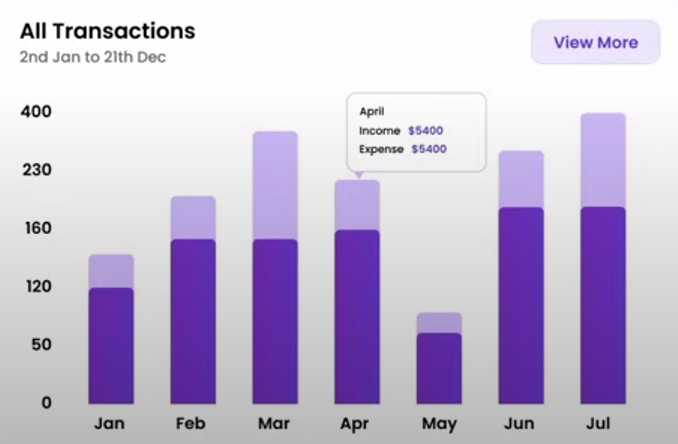 All Transactions
2nd Jan to 21th Dec
View More
400
230
160
120
50
0
April
Income $5400
Expense $5400
Jan Feb Mar Apr May Jun Jul